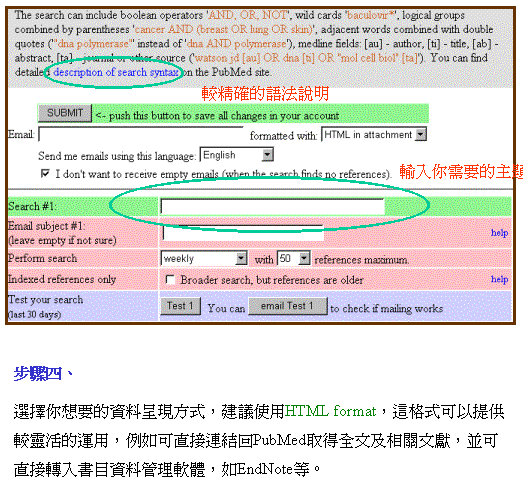 The search can include boolean operators 'AND, OR, NOT', wild cards 'baculovir*', logical groups
combined by parentheses 'cancer AND (breast OR lung OR skin)', adjacent words combined with double
quotes ('"dna polymerase"' instead of 'dna AND polymerase'), medline fields: [au] - author, [ti] - title, [ab] -
abstract, [ta] - journal or other source ('watson jd [au] OR dna [ti] OR "mol cell biol" [ta]'). You can find
detailed description of search syntax on the PubMed site.
較精確的語法說明
SUBMIT <- push this button to save all changes in your account
Email: formatted with: HTML in attachment
Send me emails using this language: English
I don't want to receive empty emails (when the search finds no references).
輸入你需要的主題
Search #1:
Email subject #1:
(leave empty if not sure) help
Perform search weekly with 50 references maximum.
Indexed references only Broader search, but references are older help
Test your search
(last 30 days) Test 1 You can email Test 1 to check if mailing works
步驟四、
選擇你想要的資料呈現方式，建議使用HTML format，這格式可以提供
較靈活的運用，例如可直接連結回PubMed取得全文及相關文獻，並可
直接轉入書目資料管理軟體，如EndNote等。